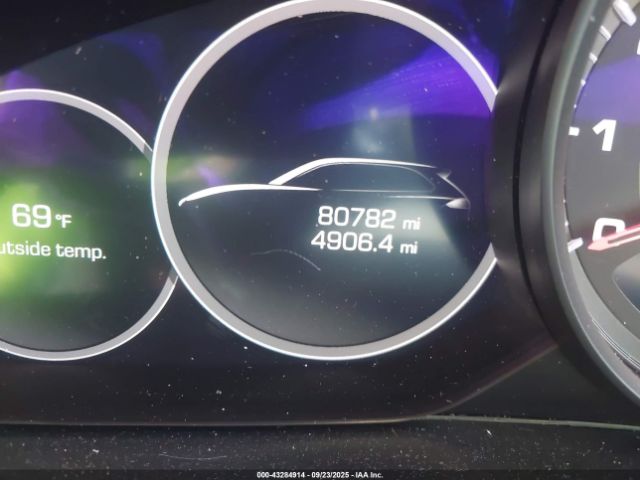 69 °F
utside temp.
80782 mi
4906.4 mi
1
0
000-43284914 - 09/23/2025 - IAA Inc.